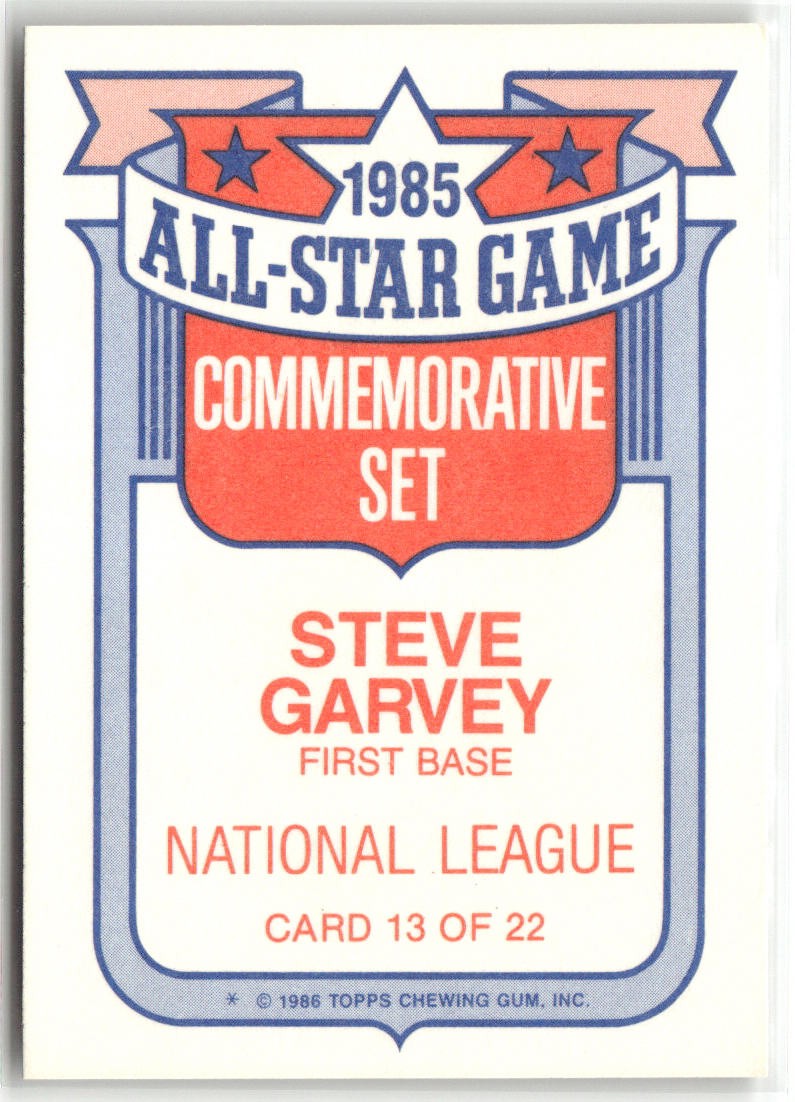 1985
ALL-STAR GAME
COMMEMORATIVE
SET
STEVE
GARVEY
FIRST BASE
NATIONAL LEAGUE
CARD 13 OF 22
* © 1986 TOPPS CHEWING GUM, INC.